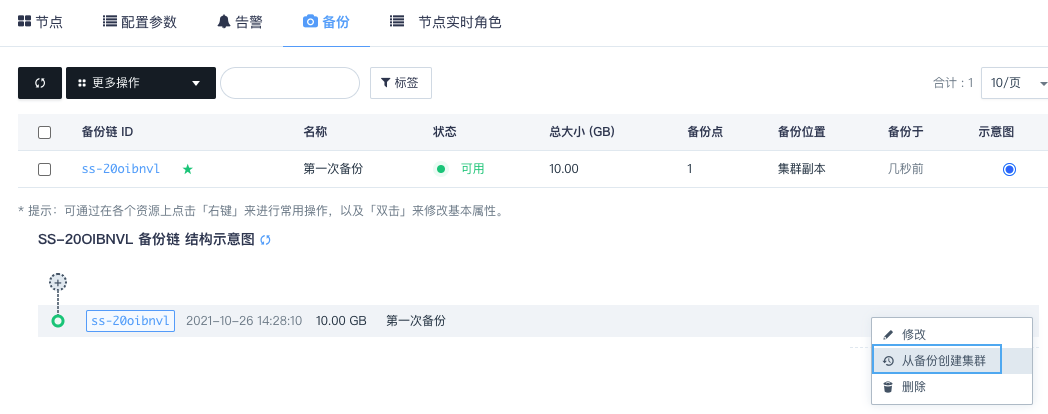 节点 配置参数 告警 备份 节点实时角色
更多操作 标签 合计：1 10/页
备份链 ID 名称 状态 总大小 (GB) 备份点 备份位置 备份于 示意图
ss-20oibnvl 第一次备份 可用 10.00 1 集群副本 几秒前
* 提示：可通过在各个资源上点击「右键」来进行常用操作，以及「双击」来修改基本属性。
SS-20OIBNVL 备份链 结构示意图
ss-20oibnvl 2021-10-26 14:28:10 10.00 GB 第一次备份
修改
从备份创建集群
删除